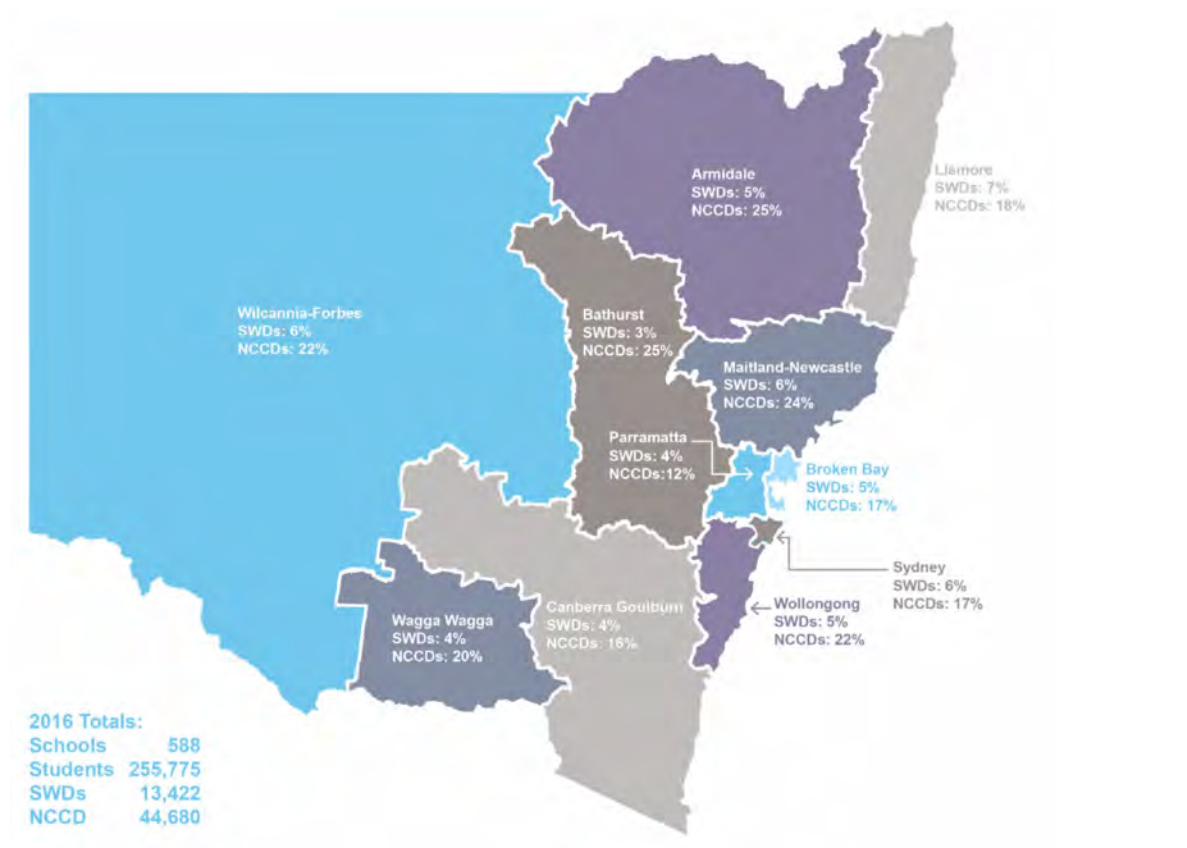 Armidale
SWDs: 5%
NCCDs: 25%
Lismore
SWDs: 7%
NCCDs: 18%
Wilcannia-Forbes
SWDs: 6%
NCCDs: 22%
Bathurst
SWDs: 3%
NCCDs: 25%
Maitland-Newcastle
SWDs: 6%
NCCDs: 24%
Parramatta
SWDs: 4%
NCCDs:12%
Broken Bay
SWDs: 5%
NCCDs: 17%
Sydney
SWDs: 6%
NCCDs: 17%
Wollongong
SWDs: 5%
NCCDs: 22%
Canberra Goulburn
SWDs: 4%
NCCDs: 16%
Wagga Wagga
SWDs: 4%
NCCDs: 20%
2016 Totals:
Schools 588
Students 255,775
SWDs 13,422
NCCD 44,680